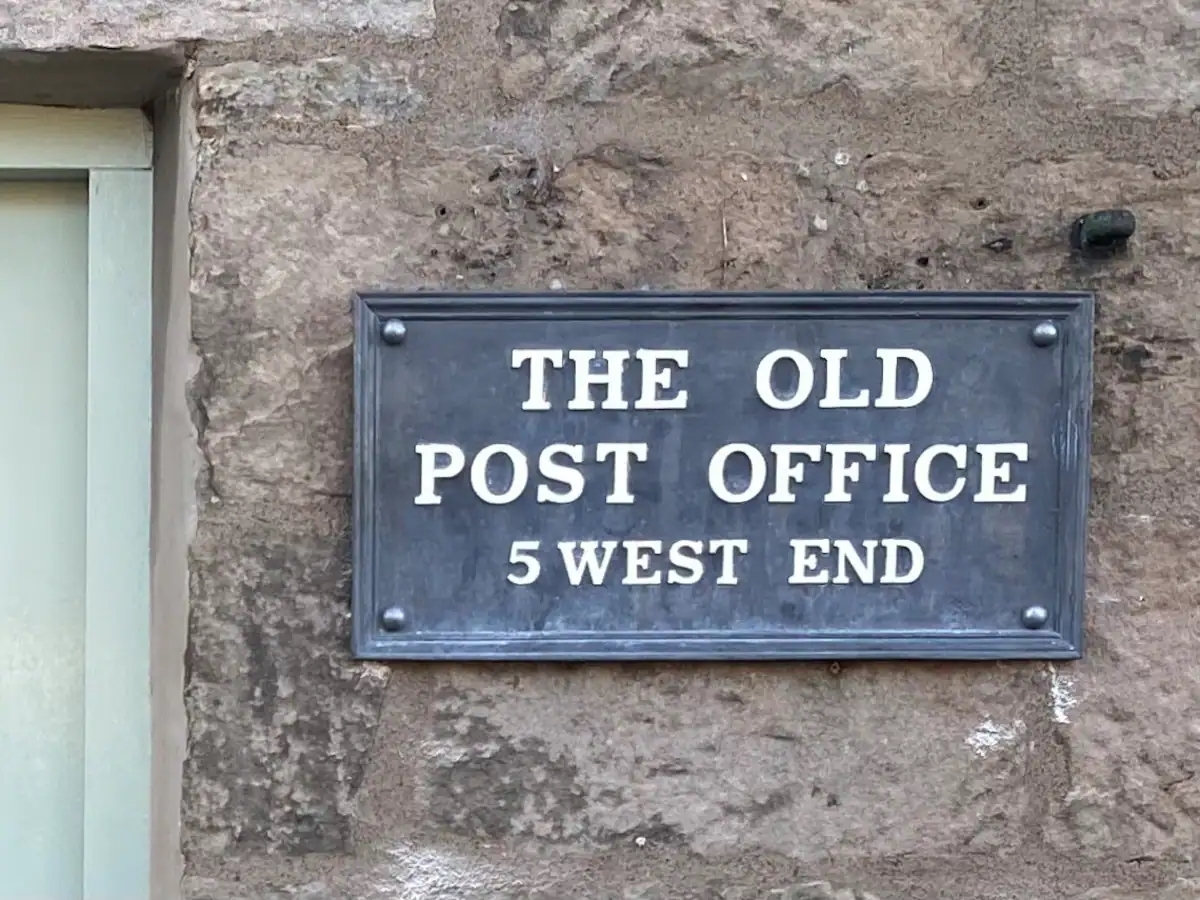 THE OLD
POST OFFICE
5 WEST END